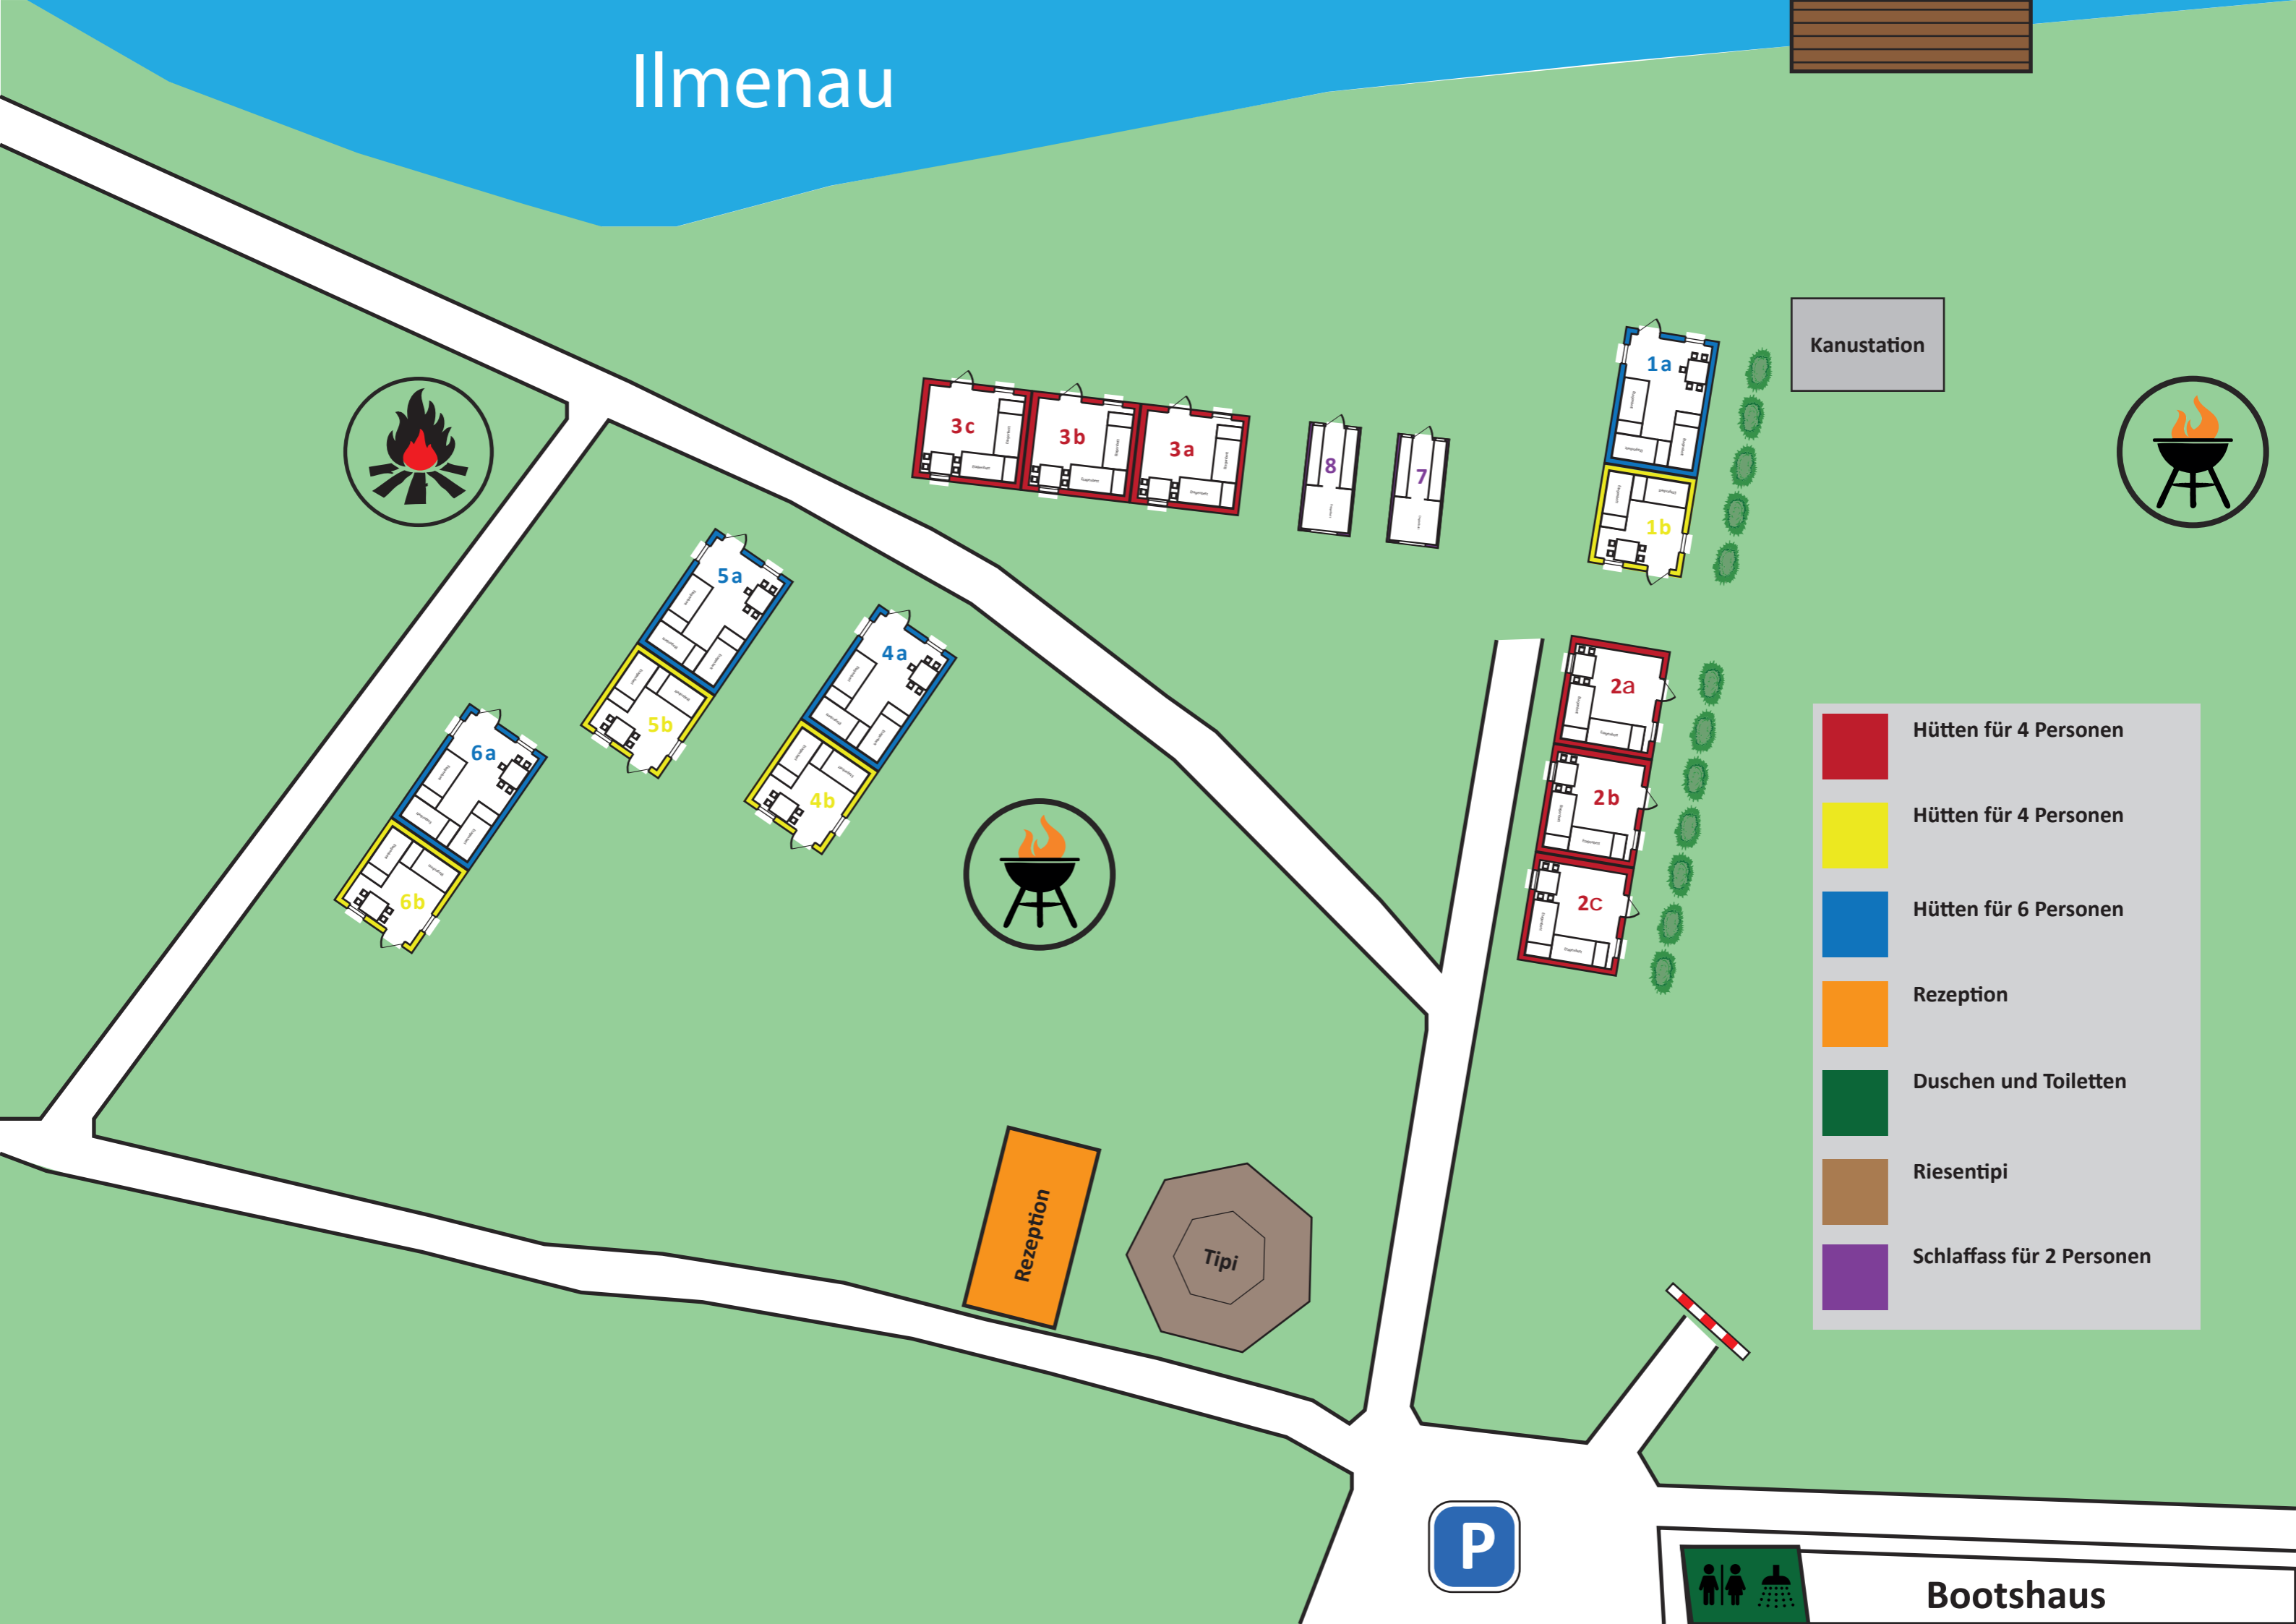 Ilmenau
Kanustation
1a
1b
3c
3b
3a
8
7
5a
5b
4a
4b
6a
6b
2a
2b
2c
Hütten für 4 Personen
Hütten für 4 Personen
Hütten für 6 Personen
Rezeption
Duschen und Toiletten
Riesentipi
Schlaffass für 2 Personen
Rezeption
Tipi
P
Bootshaus